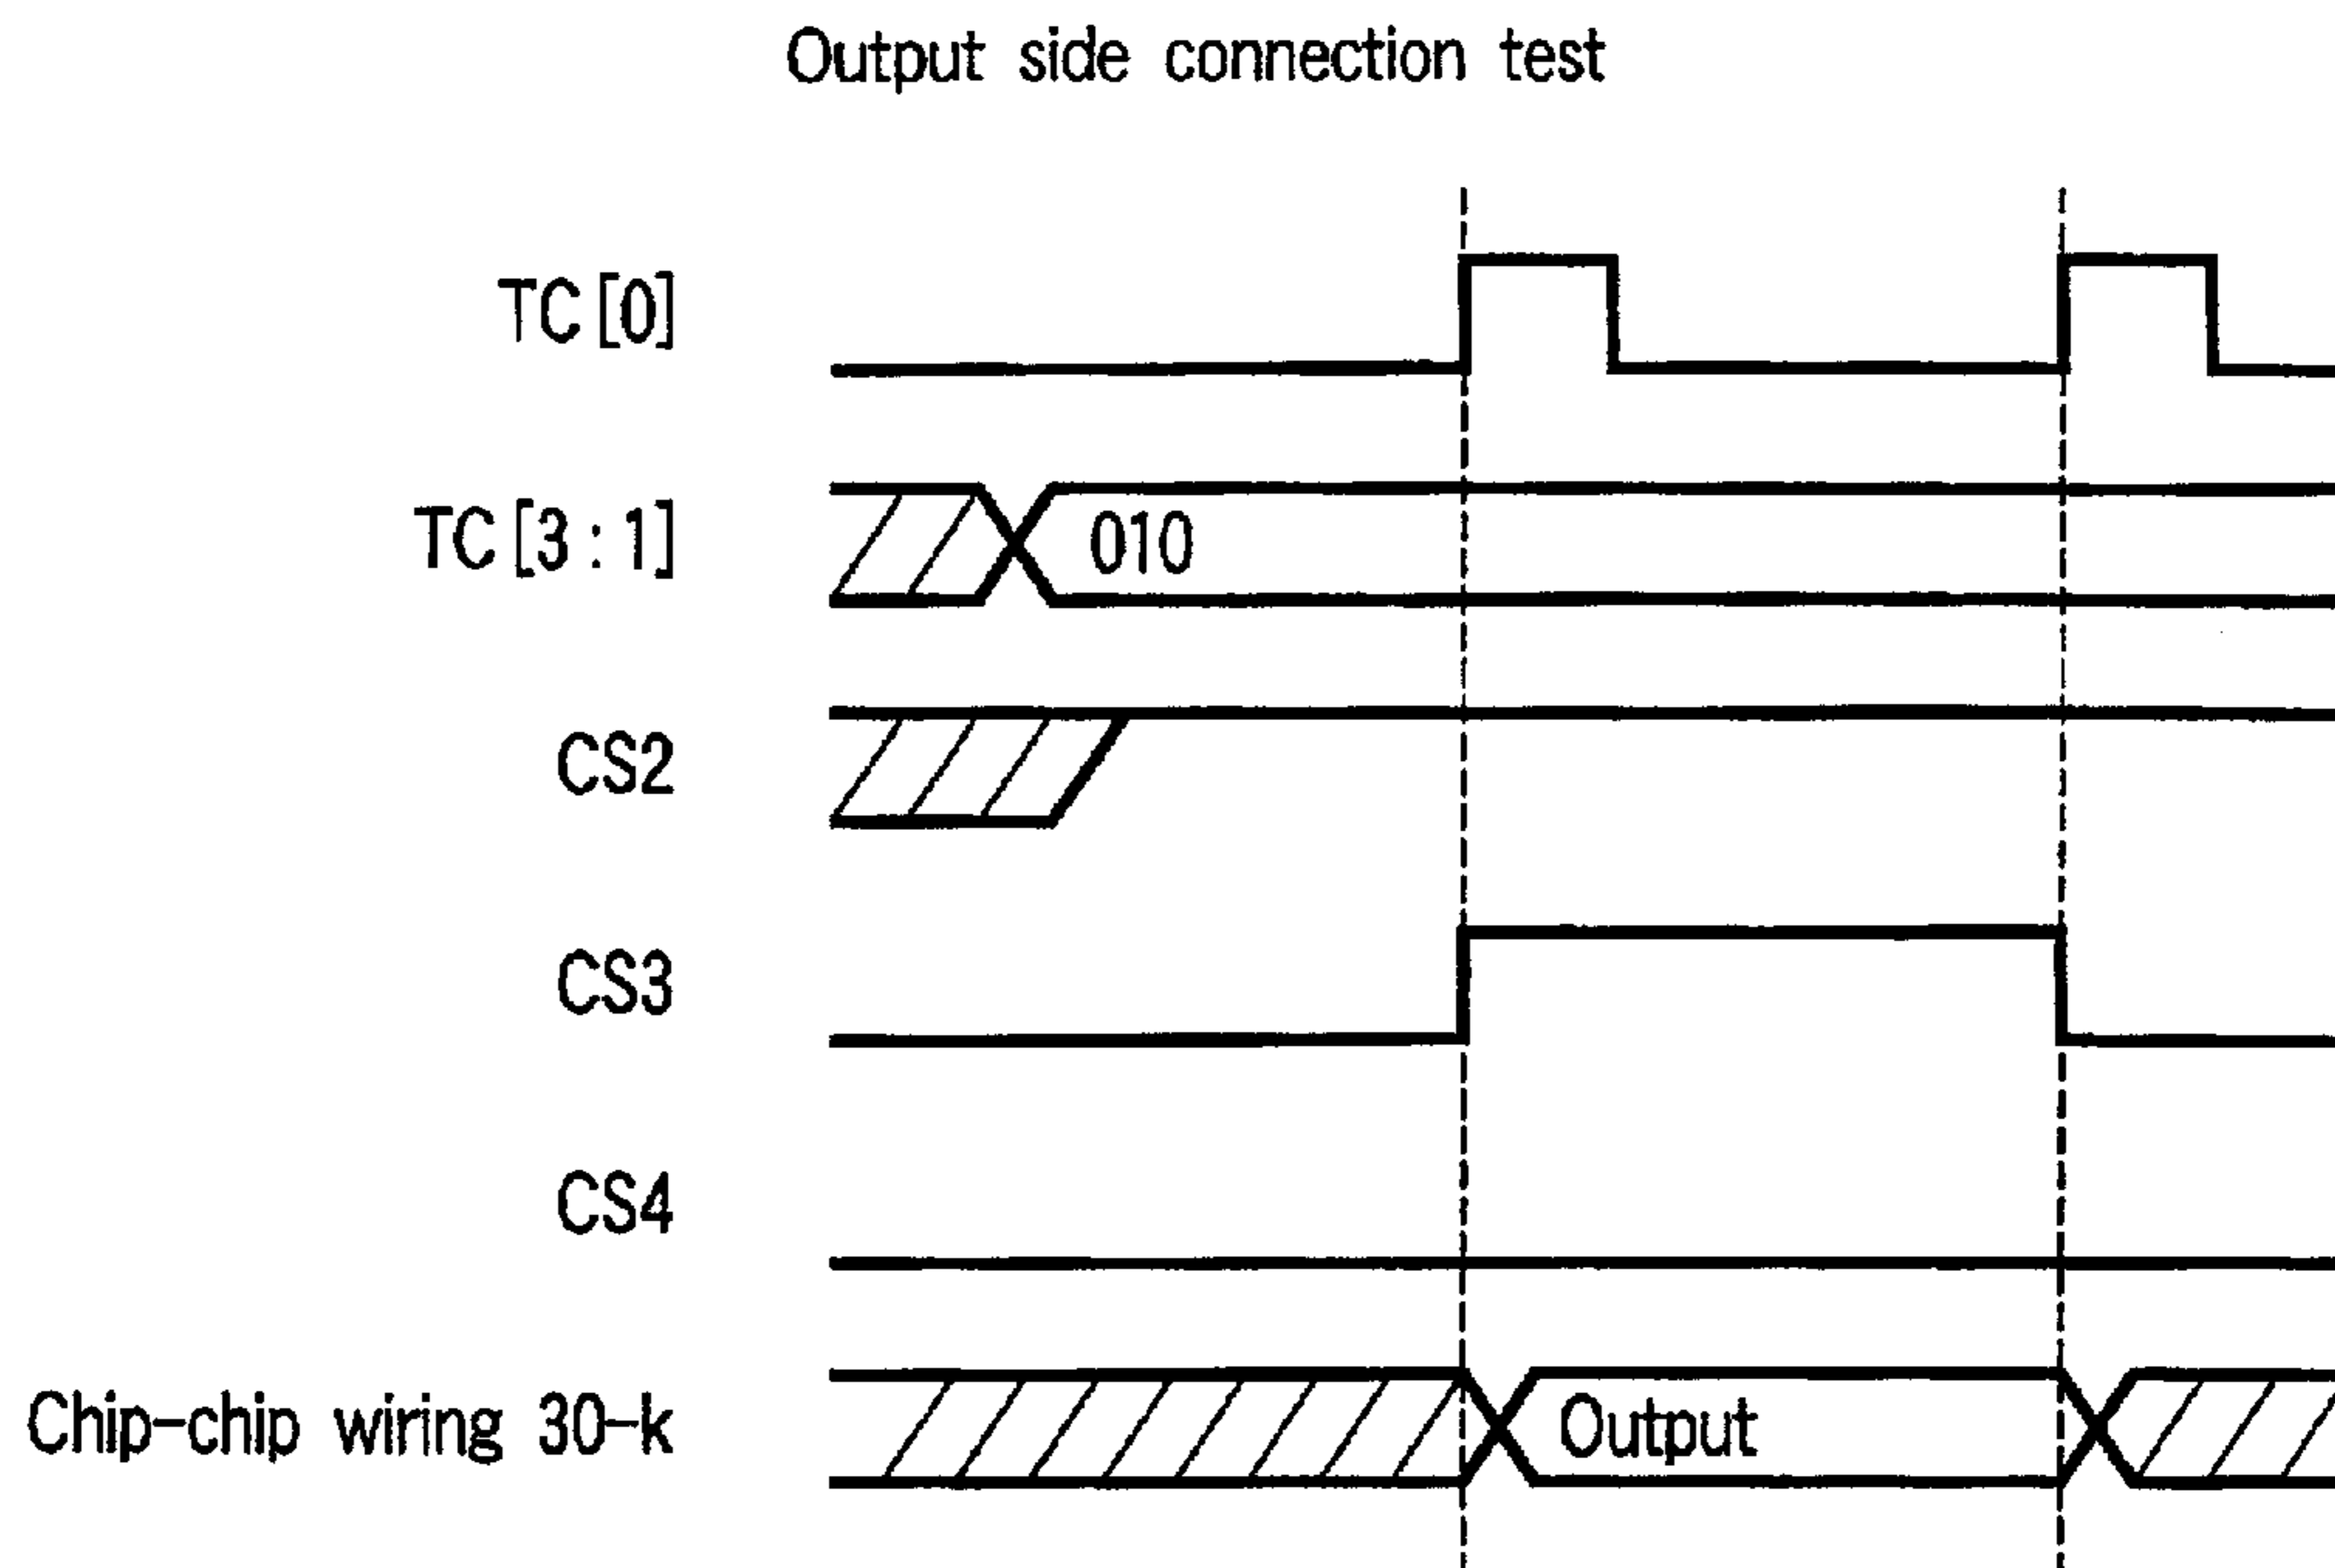 Output side connection test
TC[0]
TC[3:1]
010
CS2
CS3
CS4
Chip-chip wiring 30-k
Output